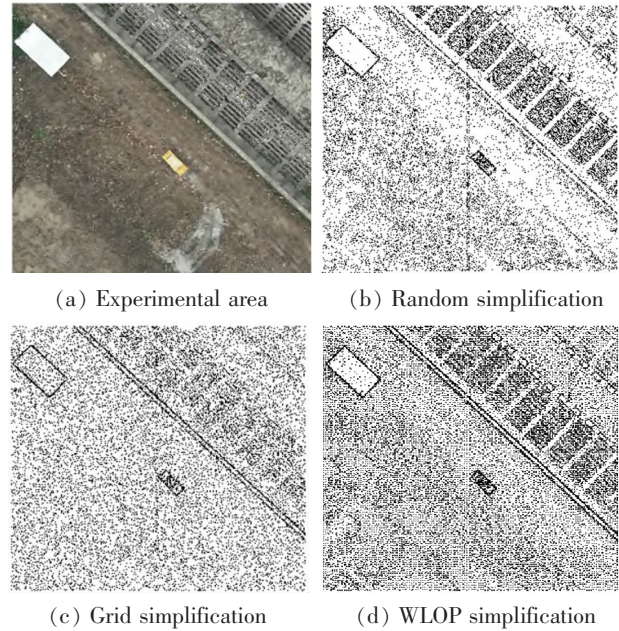 (a) Experimental area
(b) Random simplification
(c) Grid simplification
(d) WLOP simplification